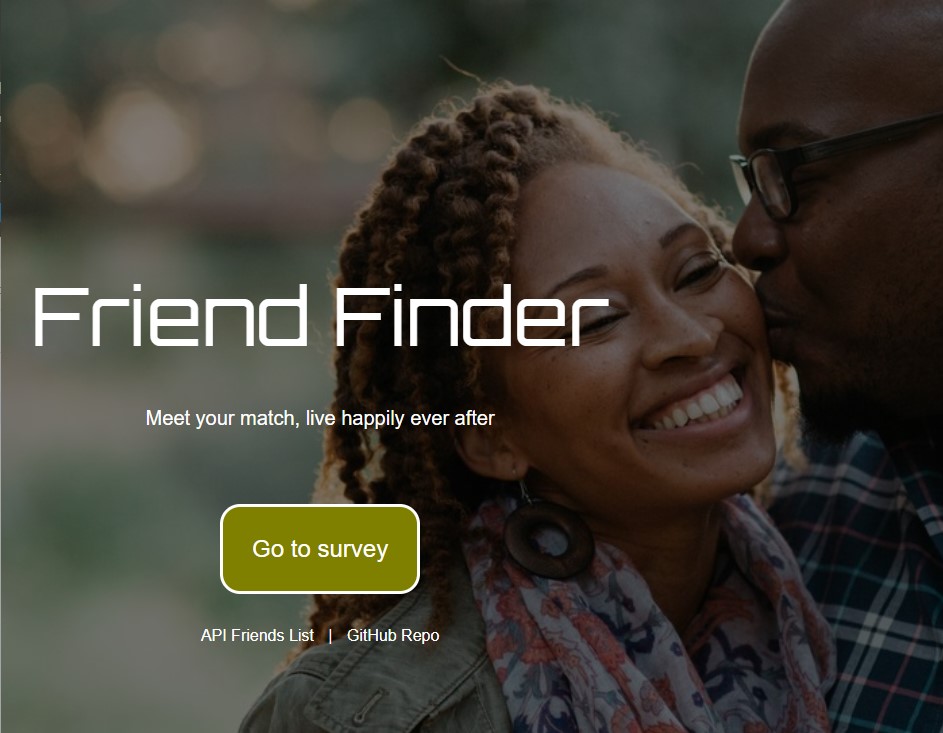 Friend Finder
Meet your match, live happily ever after
Go to survey
API Friends List | GitHub Repo